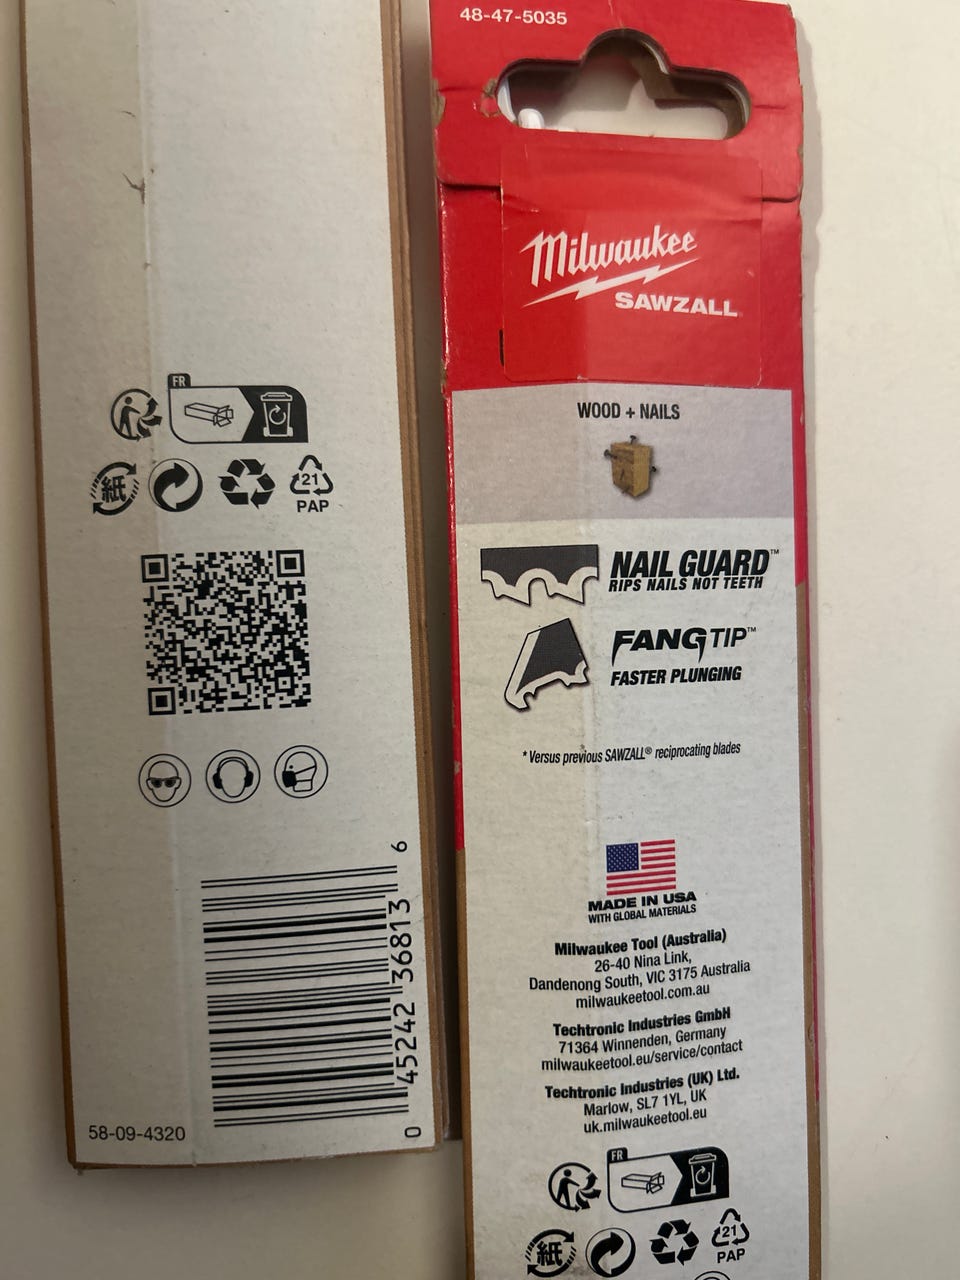 FR
紙
21
PAP
0 45242 36813 6
58-09-4320
48-47-5035
Milwaukee
SAWZALL
WOOD + NAILS
NAIL GUARD™
RIPS NAILS NOT TEETH
FANG TIP™
FASTER PLUNGING
* Versus previous SAWZALL® reciprocating blades
MADE IN USA
WITH GLOBAL MATERIALS
Milwaukee Tool (Australia)
26-40 Nina Link,
Dandenong South, VIC 3175 Australia
milwaukeetool.com.au
Techtronic Industries GmbH
71364 Winnenden, Germany
milwaukeetool.eu/service/contact
Techtronic Industries (UK) Ltd.
Marlow, SL7 1YL, UK
uk.milwaukeetool.eu
FR
紙
21
PAP